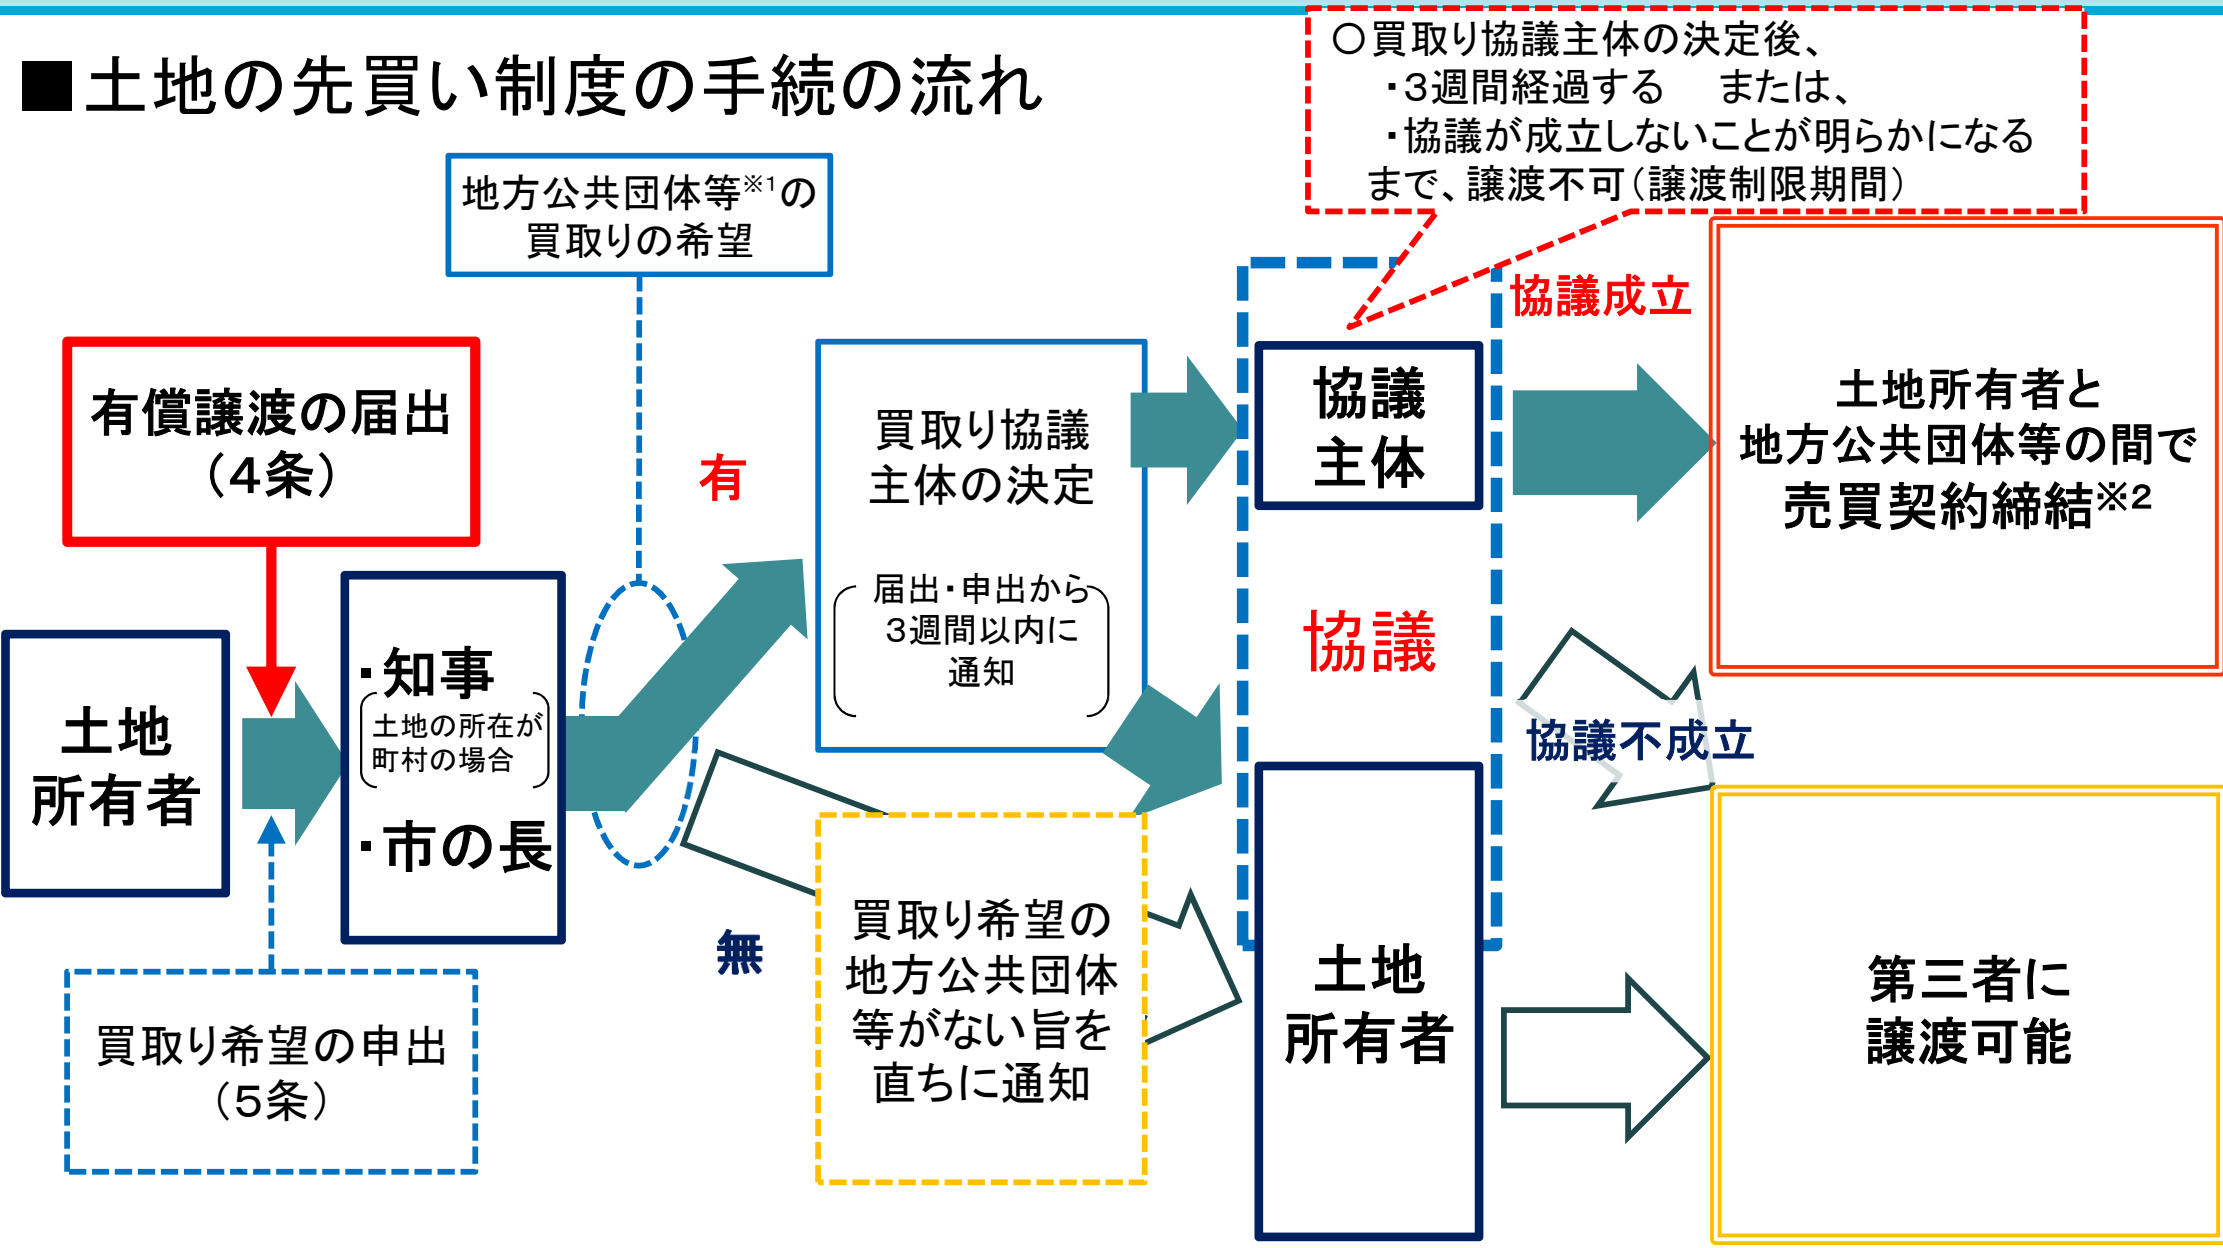 ■土地の先買い制度の手続の流れ
○買取り協議主体の決定後、
・3週間経過する　または、
・協議が成立しないことが明らかになる
まで、譲渡不可（譲渡制限期間）
地方公共団体等※1の
買取りの希望
有償譲渡の届出
（4条）
土地
所有者
・知事
土地の所在が
町村の場合
・市の長
買取り希望の申出
（5条）
有
無
買取り協議
主体の決定
届出・申出から
3週間以内に
通知
買取り希望の
地方公共団体
等がない旨を
直ちに通知
協議
主体
協議
土地
所有者
協議成立
協議不成立
土地所有者と
地方公共団体等の間で
売買契約締結※2
第三者に
譲渡可能